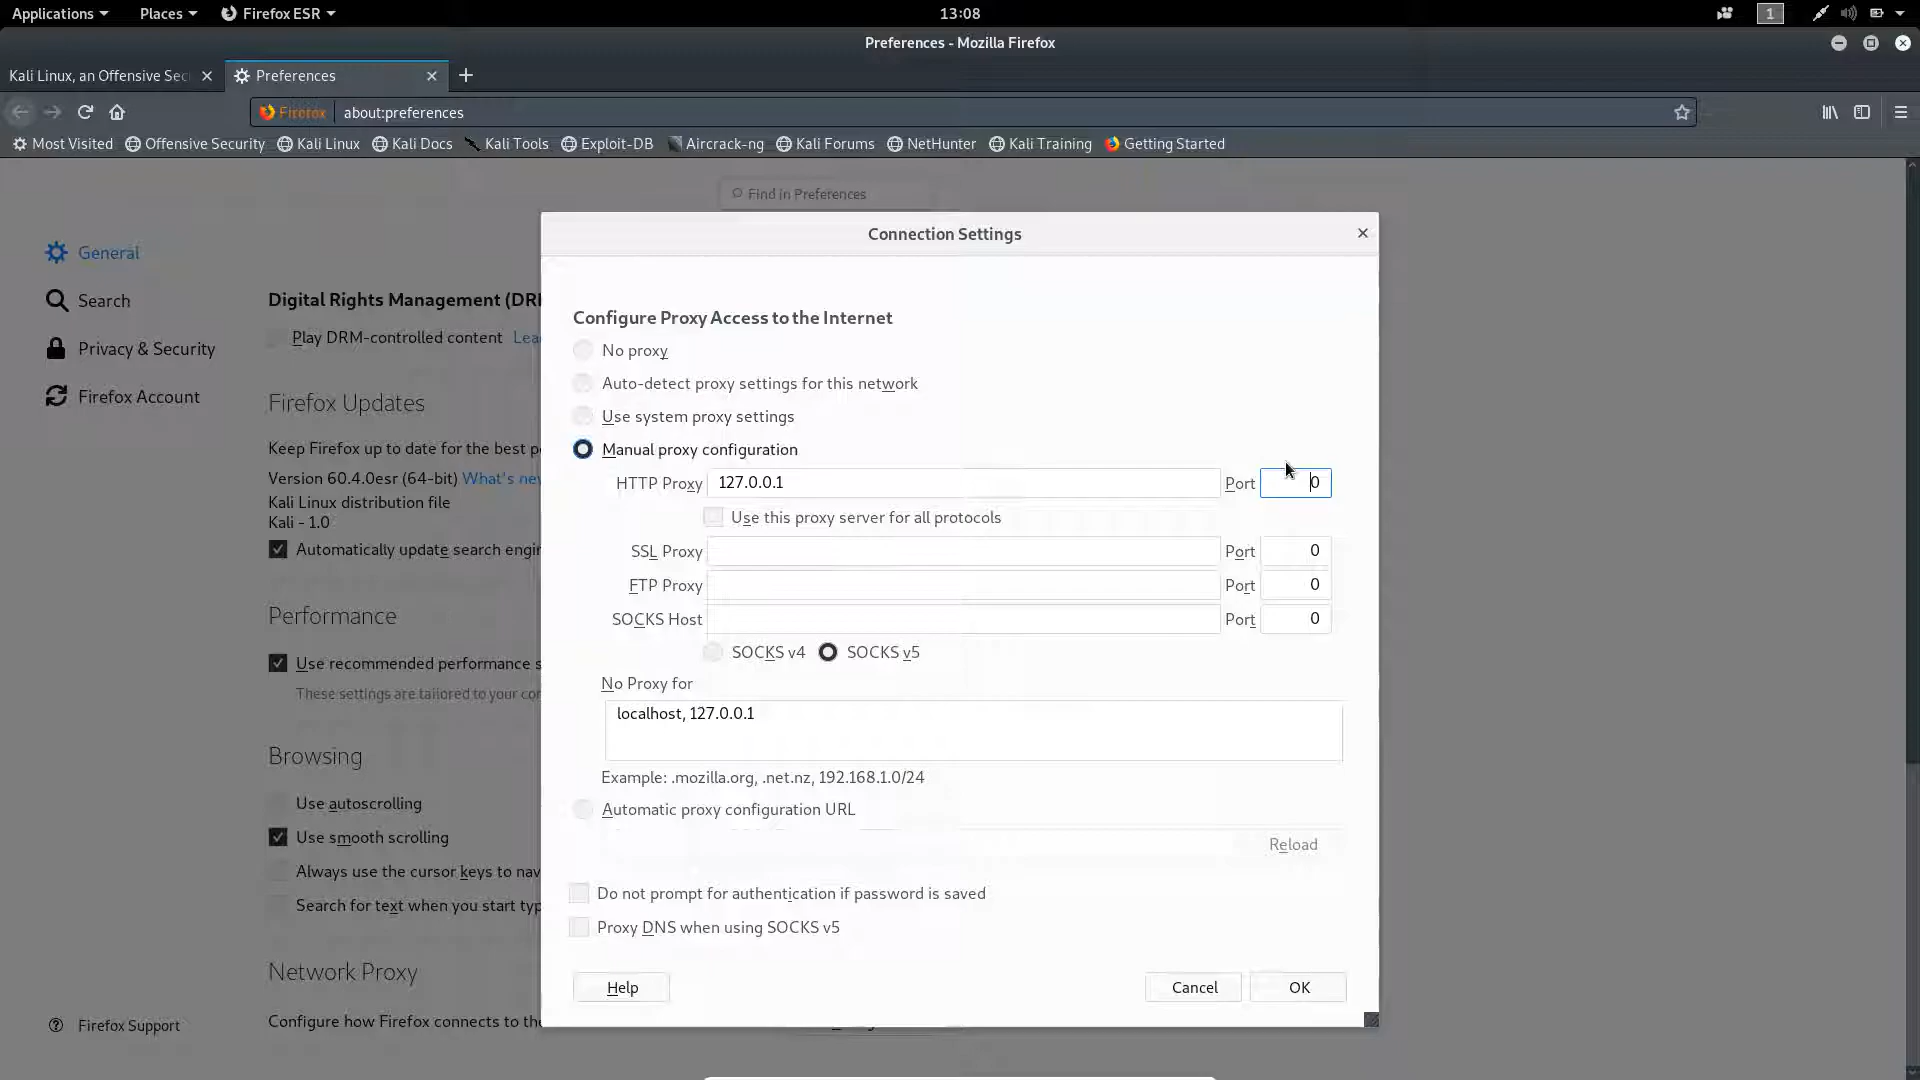 Applications Places Firefox ESR 13:08 1
Preferences - Mozilla Firefox
Kali Linux, an Offensive Sec Preferences
Firefox about:preferences
Most Visited Offensive Security Kali Linux Kali Docs Kali Tools Exploit-DB Aircrack-ng Kali Forums NetHunter Kali Training Getting Started
Find in Preferences
General
Search
Privacy & Security
Firefox Account
Firefox Support
Digital Rights Management (DR
Play DRM-controlled content Lea
Firefox Updates
Keep Firefox up to date for the best p
Version 60.4.0esr (64-bit) What's new
Kali Linux distribution file
Kali - 1.0
Automatically update search engin
Performance
Use recommended performance s
These settings are tailored to your co
Browsing
Use autoscrolling
Use smooth scrolling
Always use the cursor keys to nav
Search for text when you start typ
Network Proxy
Configure how Firefox connects to th
Connection Settings
Configure Proxy Access to the Internet
No proxy
Auto-detect proxy settings for this network
Use system proxy settings
Manual proxy configuration
HTTP Proxy 127.0.0.1 Port 0
Use this proxy server for all protocols
SSL Proxy Port 0
FTP Proxy Port 0
SOCKS Host Port 0
SOCKS v4 SOCKS v5
No Proxy for
localhost, 127.0.0.1
Example: .mozilla.org, .net.nz, 192.168.1.0/24
Automatic proxy configuration URL
Reload
Do not prompt for authentication if password is saved
Proxy DNS when using SOCKS v5
Help Cancel OK